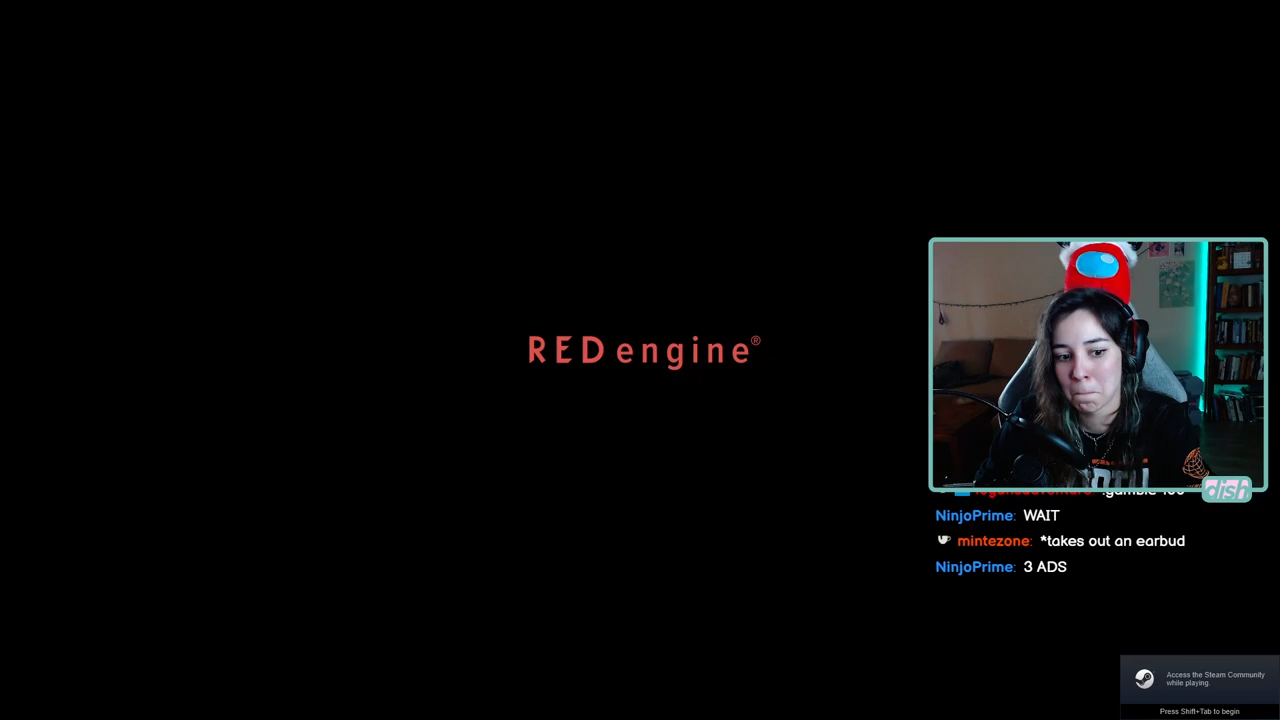 RED engine®
dish
NinjoPrime: WAIT
mintezone: *takes out an earbud
NinjoPrime: 3 ADS
Access the Steam Community
while playing.
Press Shift+Tab to begin